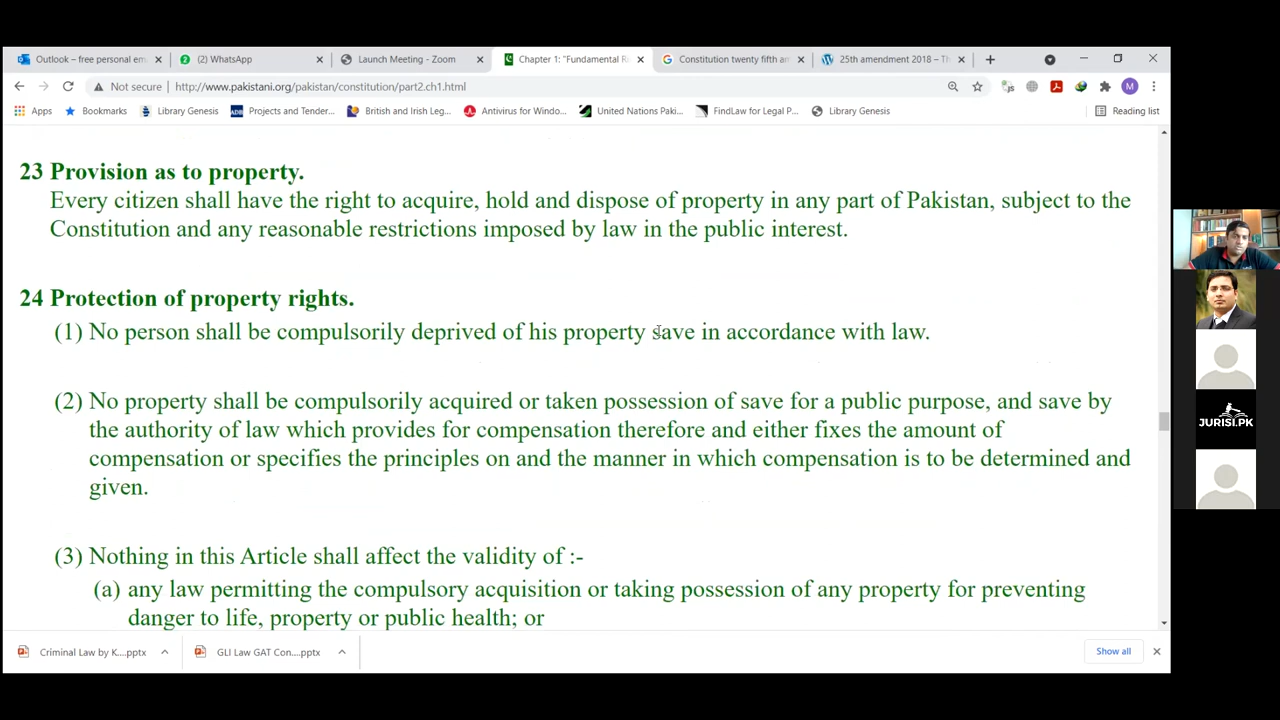 Outlook – free personal em
(2) WhatsApp
Launch Meeting - Zoom
Chapter 1: "Fundamental R
Constitution twenty fifth am
25th amendment 2018 – Th
Not secure | http://www.pakistani.org/pakistan/constitution/part2.ch1.html
M
Apps Bookmarks Library Genesis Projects and Tender... British and Irish Leg... Antivirus for Windo... United Nations Paki... FindLaw for Legal P... Library Genesis Reading list
23 Provision as to property.
Every citizen shall have the right to acquire, hold and dispose of property in any part of Pakistan, subject to the
Constitution and any reasonable restrictions imposed by law in the public interest.
24 Protection of property rights.
(1) No person shall be compulsorily deprived of his property save in accordance with law.
(2) No property shall be compulsorily acquired or taken possession of save for a public purpose, and save by
the authority of law which provides for compensation therefore and either fixes the amount of
compensation or specifies the principles on and the manner in which compensation is to be determined and
given.
(3) Nothing in this Article shall affect the validity of :-
(a) any law permitting the compulsory acquisition or taking possession of any property for preventing
danger to life, property or public health; or
JURISI.PK
Criminal Law by K....pptx
GLI Law GAT Con....pptx
Show all